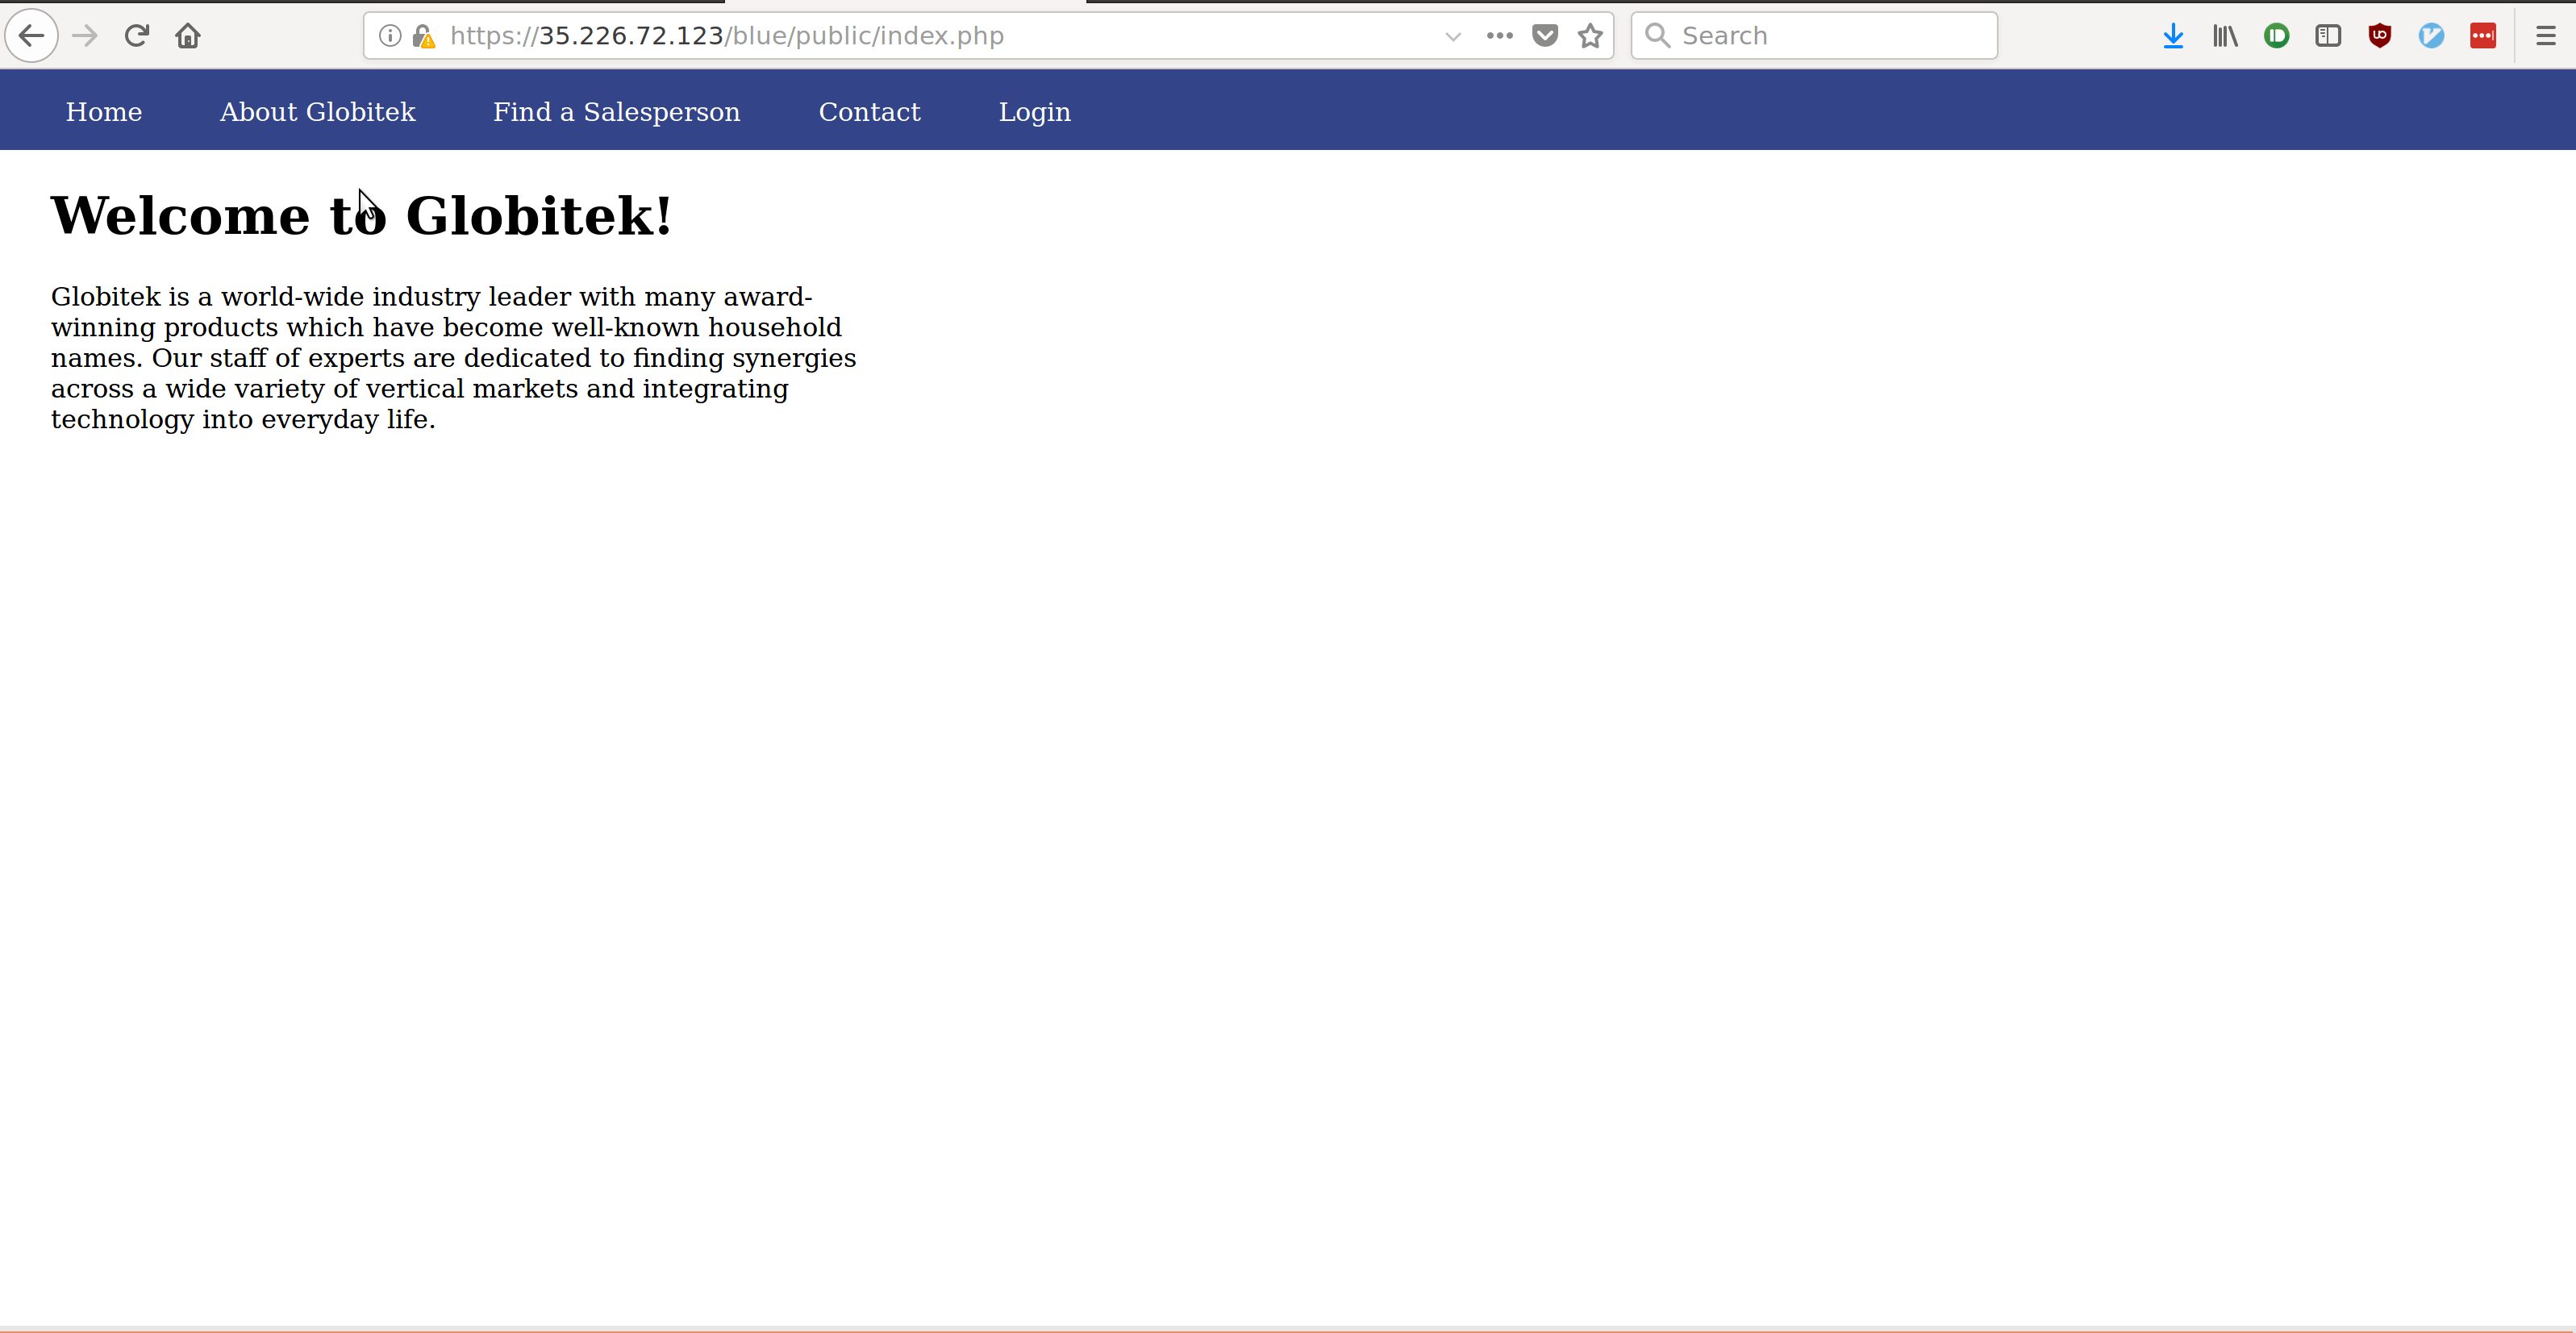 https://35.226.72.123/blue/public/index.php
Search
Home About Globitek Find a Salesperson Contact Login
Welcome to Globitek!
Globitek is a world-wide industry leader with many award-
winning products which have become well-known household
names. Our staff of experts are dedicated to finding synergies
across a wide variety of vertical markets and integrating
technology into everyday life.